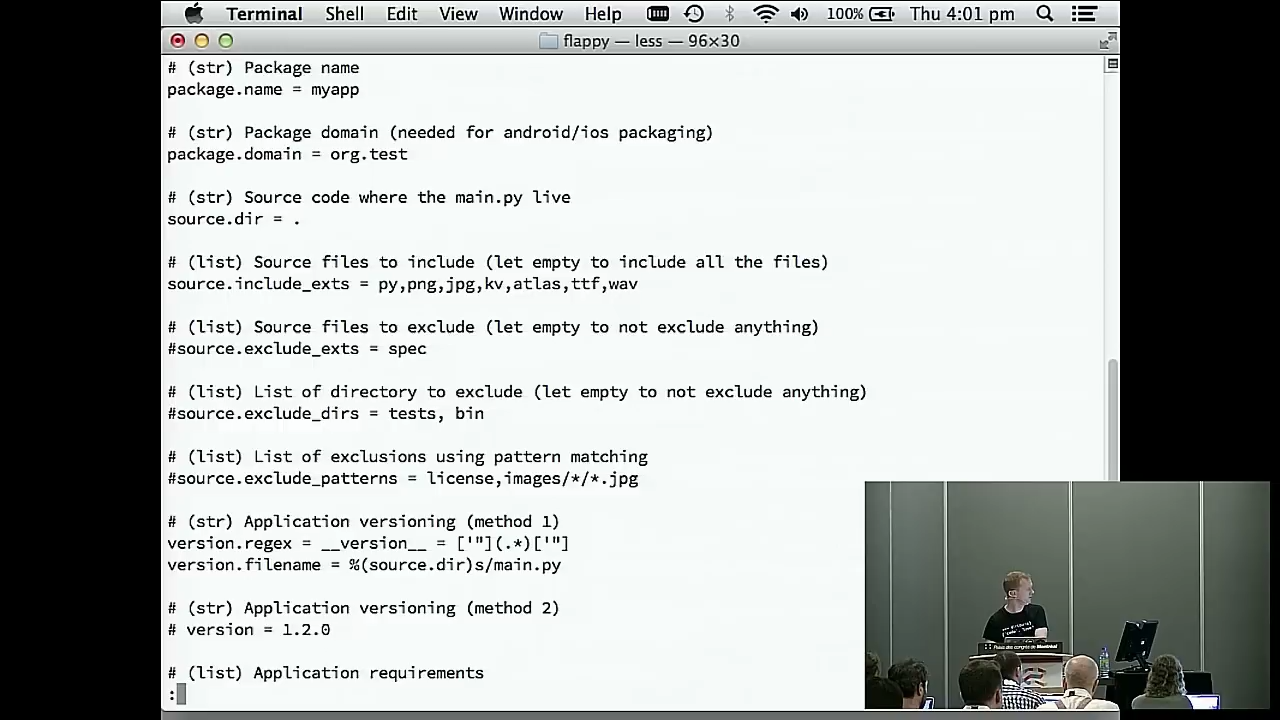 Terminal Shell Edit View Window Help 100% Thu 4:01 pm
flappy — less — 96×30
# (str) Package name
package.name = myapp
# (str) Package domain (needed for android/ios packaging)
package.domain = org.test
# (str) Source code where the main.py live
source.dir = .
# (list) Source files to include (let empty to include all the files)
source.include_exts = py,png,jpg,kv,atlas,ttf,wav
# (list) Source files to exclude (let empty to not exclude anything)
#source.exclude_exts = spec
# (list) List of directory to exclude (let empty to not exclude anything)
#source.exclude_dirs = tests, bin
# (list) List of exclusions using pattern matching
#source.exclude_patterns = license,images/*/*.jpg
# (str) Application versioning (method 1)
version.regex = __version__ = ['"](.*)['"]
version.filename = %(source.dir)s/main.py
# (str) Application versioning (method 2)
# version = 1.2.0
# (list) Application requirements
:
Palais des congrès de Montréal